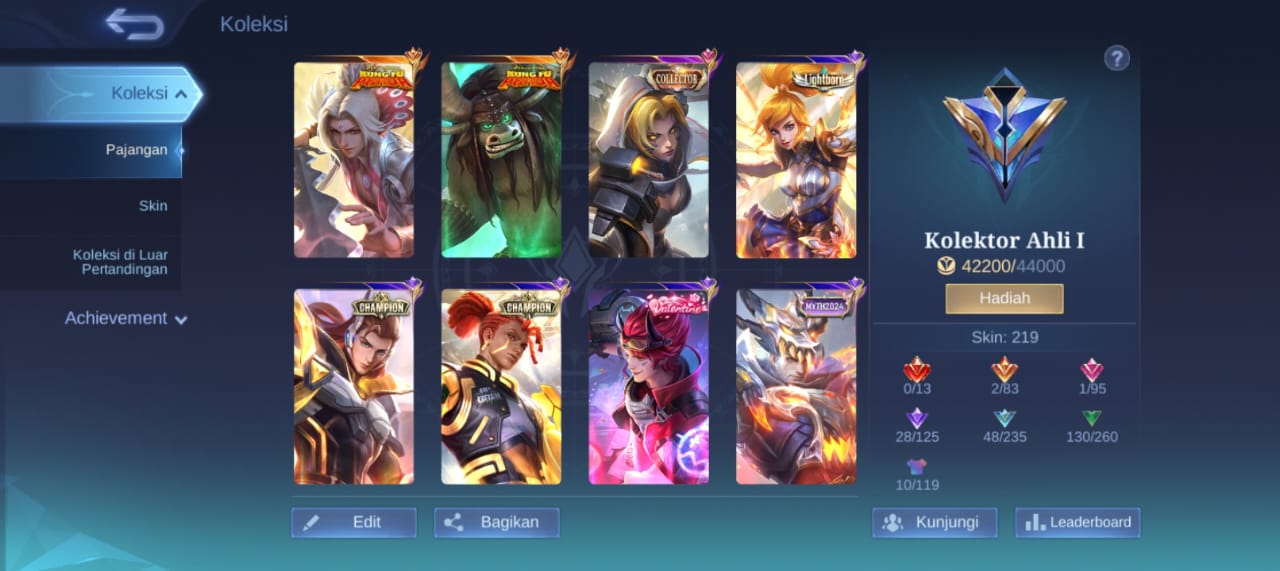 Koleksi
Koleksi
Pajangan
Skin
Koleksi di Luar
Pertandingan
Achievement
KUNG FU
PANDA
KUNG FU
PANDA
COLLECTOR
Lightborn
CHAMPION
CHAMPION
Valentine
MYTH2024
Edit
Bagikan
?
Kolektor Ahli I
42200/44000
Hadiah
Skin: 219
0/13
2/83
1/95
28/125
48/235
130/260
10/119
Kunjungi
Leaderboard